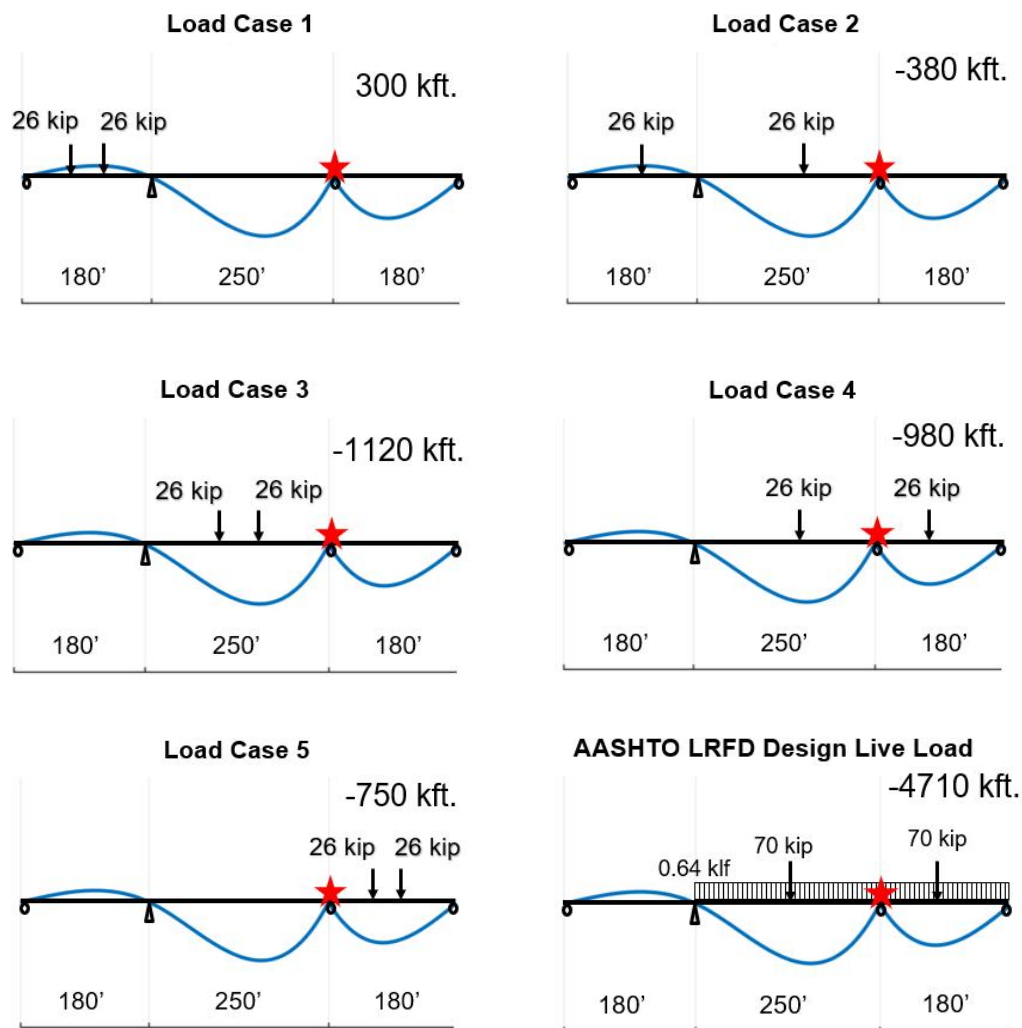 Load Case 1
300 kft.
26 kip 26 kip
180’ 250’ 180’
Load Case 2
-380 kft.
26 kip 26 kip
180’ 250’ 180’
Load Case 3
-1120 kft.
26 kip 26 kip
180’ 250’ 180’
Load Case 4
-980 kft.
26 kip 26 kip
180’ 250’ 180’
Load Case 5
-750 kft.
26 kip 26 kip
180’ 250’ 180’
AASHTO LRFD Design Live Load
-4710 kft.
70 kip 70 kip
0.64 klf
180’ 250’ 180’